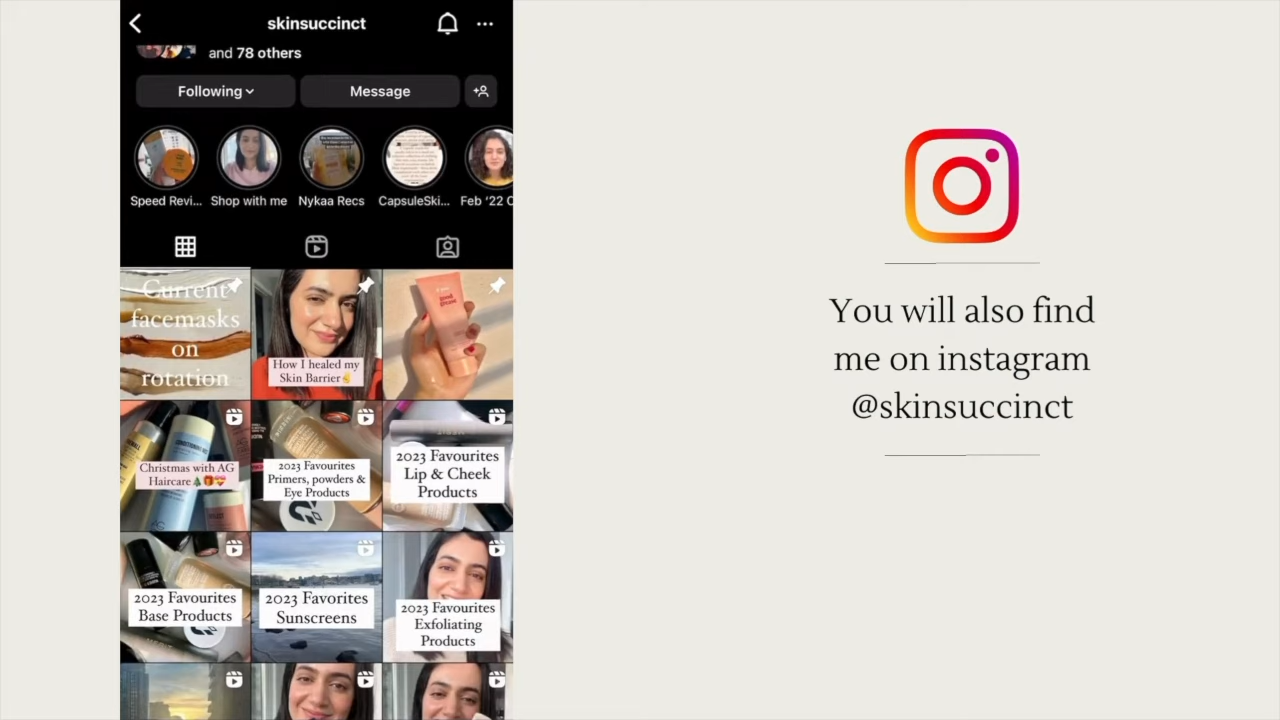 skinsuccinct
and 78 others
Following
Message
Speed Revi...
Shop with me
Nykaa Recs
CapsuleSki...
Feb '22
Current
facemasks
on
rotation
How I healed my
Skin Barrier
Christmas with AG
Haircare🎄🎁💝
2023 Favourites
Primers, powders &
Eye Products
2023 Favourites
Lip & Cheek
Products
2023 Favourites
Base Products
2023 Favorites
Sunscreens
2023 Favourites
Exfoliating
Products
You will also find
me on instagram
@skinsuccinct